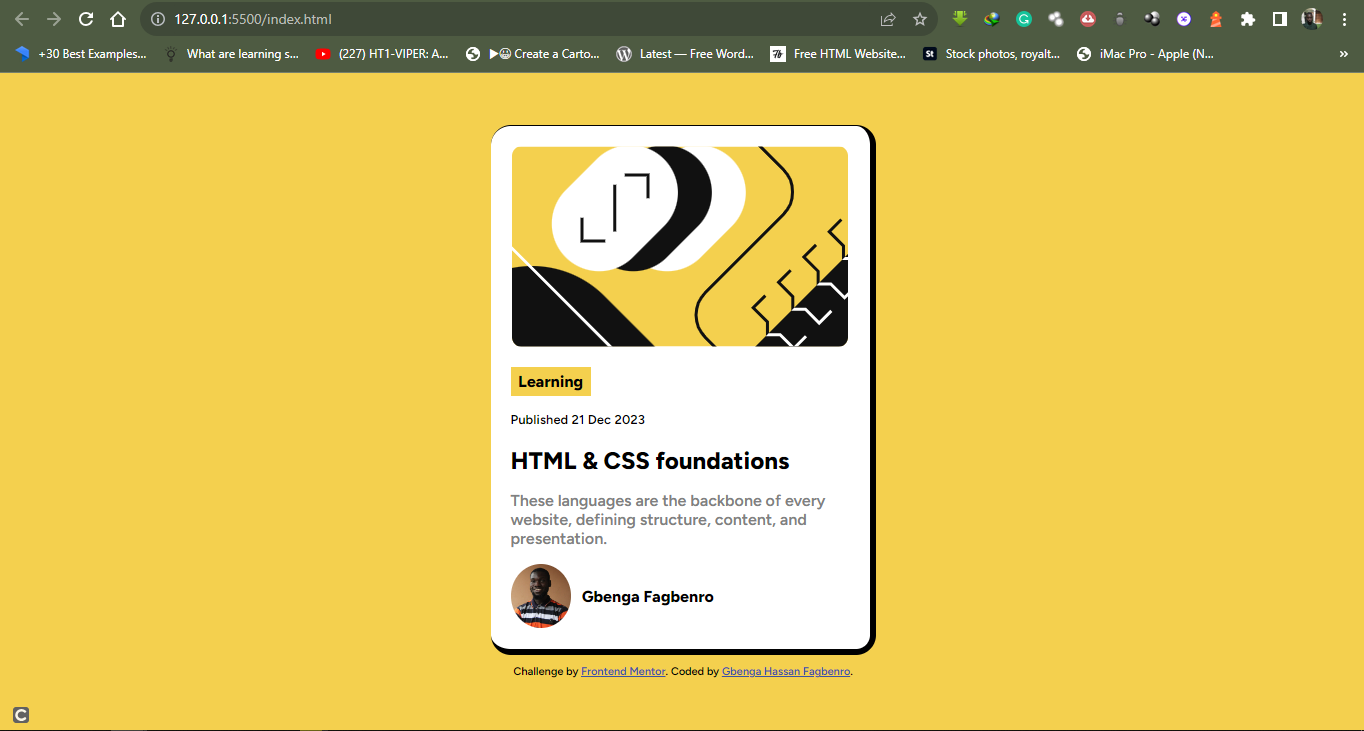 127.0.0.1:5500/index.html
+30 Best Examples...
What are learning s...
(227) HT1-VIPER: A...
▶😀 Create a Carto...
Latest — Free Word...
Free HTML Website...
St
Stock photos, royalt...
iMac Pro - Apple (N...
»
Learning
Published 21 Dec 2023
HTML & CSS foundations
These languages are the backbone of every
website, defining structure, content, and
presentation.
Gbenga Fagbenro
Challenge by Frontend Mentor. Coded by Gbenga Hassan Fagbenro.
C